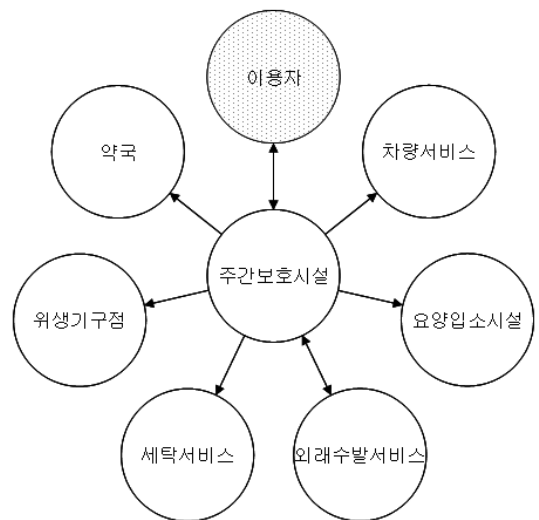 이용자
약국
차량서비스
주간보호시설
위생기구점
요양입소시설
세탁서비스
외래수발서비스